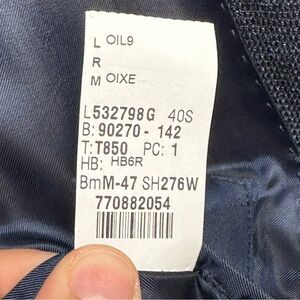 L OIL9
R
M OIXE
L532798G 40S
B: 90270- 142
T: T850 PC: 1
HB: HB6R
BmM-47 SH276W
770882054